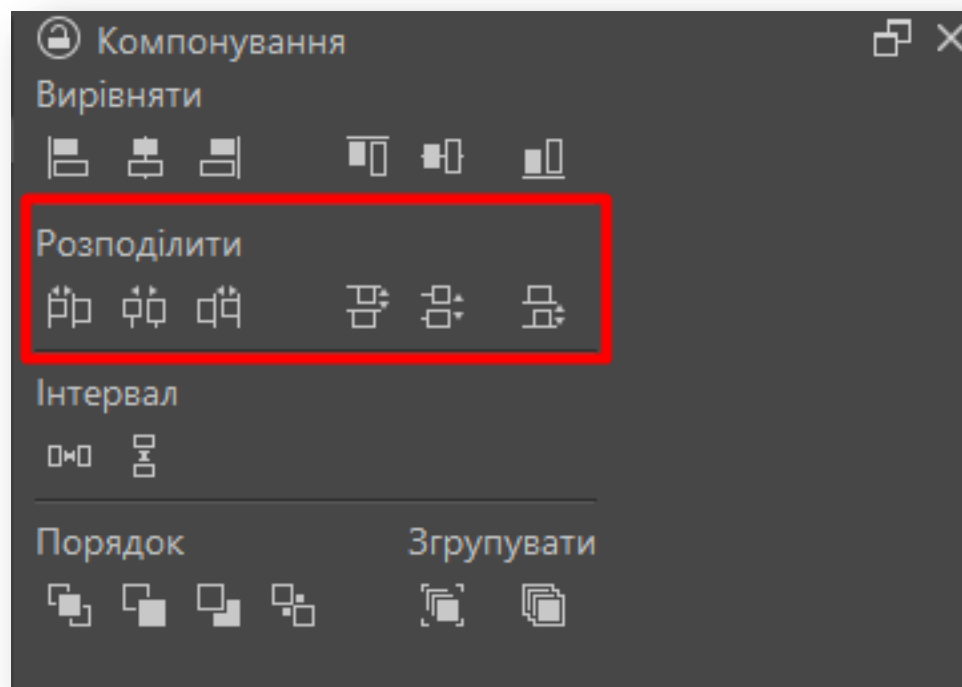 Компонування
Вирівняти
Розподілити
Інтервал
Порядок Згрупувати